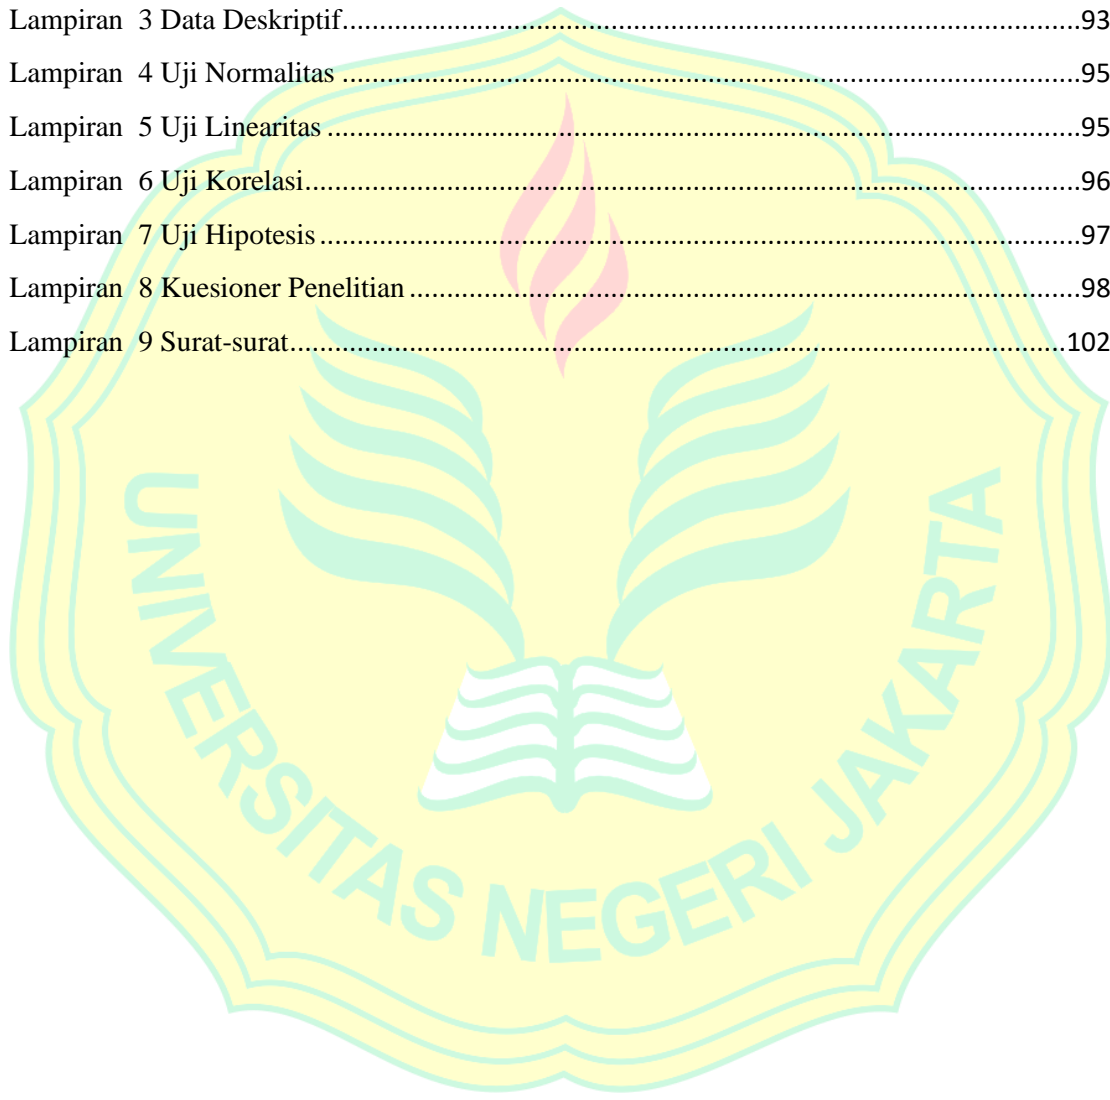 Lampiran 3 Data Deskriptif....................................................................................................93
Lampiran 4 Uji Normalitas ....................................................................................................95
Lampiran 5 Uji Linearitas ....................................................................................................95
Lampiran 6 Uji Korelasi....................................................................................................96
Lampiran 7 Uji Hipotesis ....................................................................................................97
Lampiran 8 Kuesioner Penelitian ....................................................................................................98
Lampiran 9 Surat-surat....................................................................................................102
UNIVERSITAS NEGERI JAKARTA